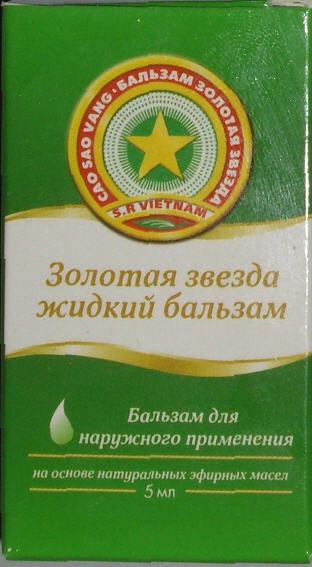 CAO SAO VANG · БАЛЬЗАМ ЗОЛОТАЯ ЗВЕЗДА
S.R VIETNAM
Золотая звезда
жидкий бальзам
Бальзам для
наружного применения
на основе натуральных эфирных масел
5 мл